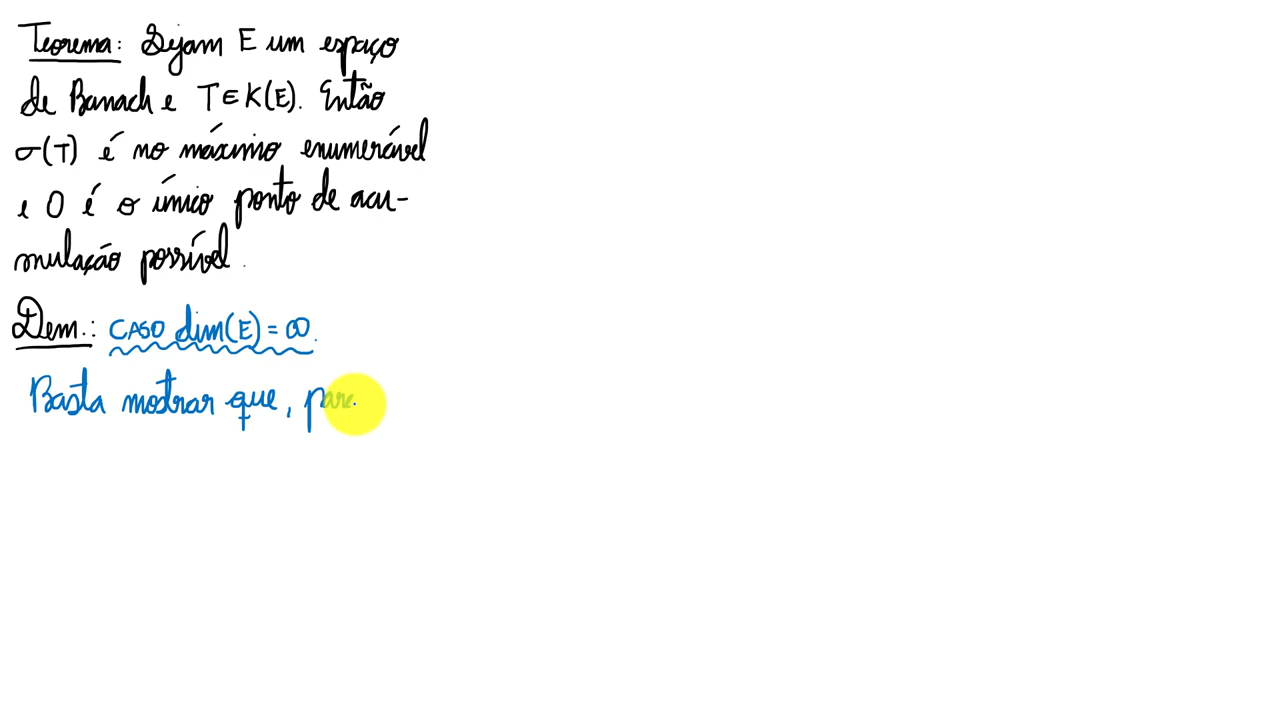 Teorema: Sejam E um espaço
de Banach e T ∈ K(E). Então
σ(T) é no máximo enumerável
e 0 é o único ponto de acu-
mulação possível.
Dem.: CASO dim(E) = ∞.
Basta mostrar que, para